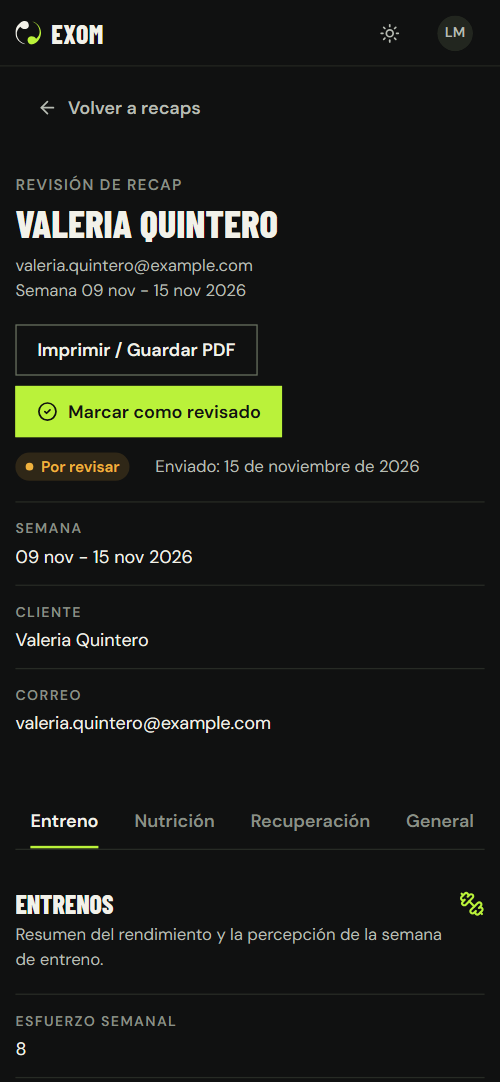 EXOM
LM
Volver a recaps
REVISIÓN DE RECAP
VALERIA QUINTERO
valeria.quintero@example.com
Semana 09 nov – 15 nov 2026
Imprimir / Guardar PDF
Marcar como revisado
Por revisar
Enviado: 15 de noviembre de 2026
SEMANA
09 nov – 15 nov 2026
CLIENTE
Valeria Quintero
CORREO
valeria.quintero@example.com
Entreno
Nutrición
Recuperación
General
ENTRENOS
Resumen del rendimiento y la percepción de la semana
de entreno.
ESFUERZO SEMANAL
8